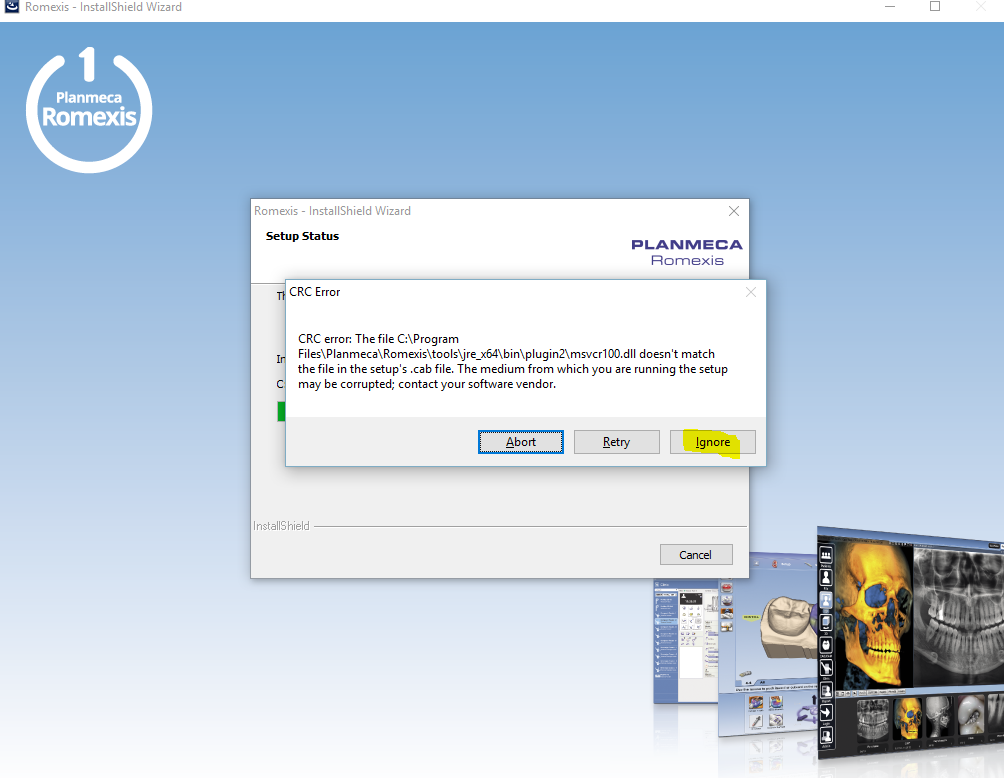 Romexis - InstallShield Wizard
1
Planmeca
Romexis
Romexis - InstallShield Wizard
Setup Status
PLANMECA
Romexis
CRC Error
CRC error: The file C:\Program
Files\Planmeca\Romexis\tools\jre_x64\bin\plugin2\msvcr100.dll doesn't match
the file in the setup's .cab file. The medium from which you are running the setup
may be corrupted; contact your software vendor.
Abort Retry Ignore
InstallShield
Cancel